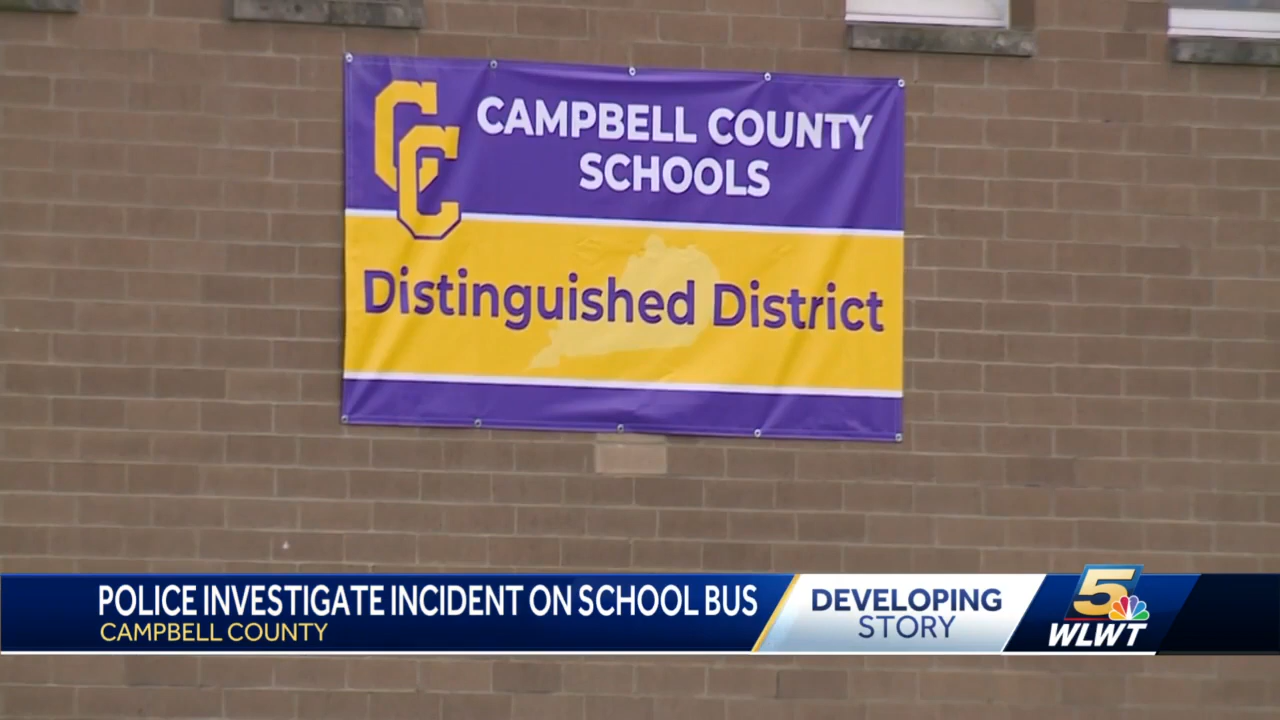 CC
CAMPBELL COUNTY
SCHOOLS
Distinguished District
POLICE INVESTIGATE INCIDENT ON SCHOOL BUS
CAMPBELL COUNTY
DEVELOPING
STORY
5
WLWT